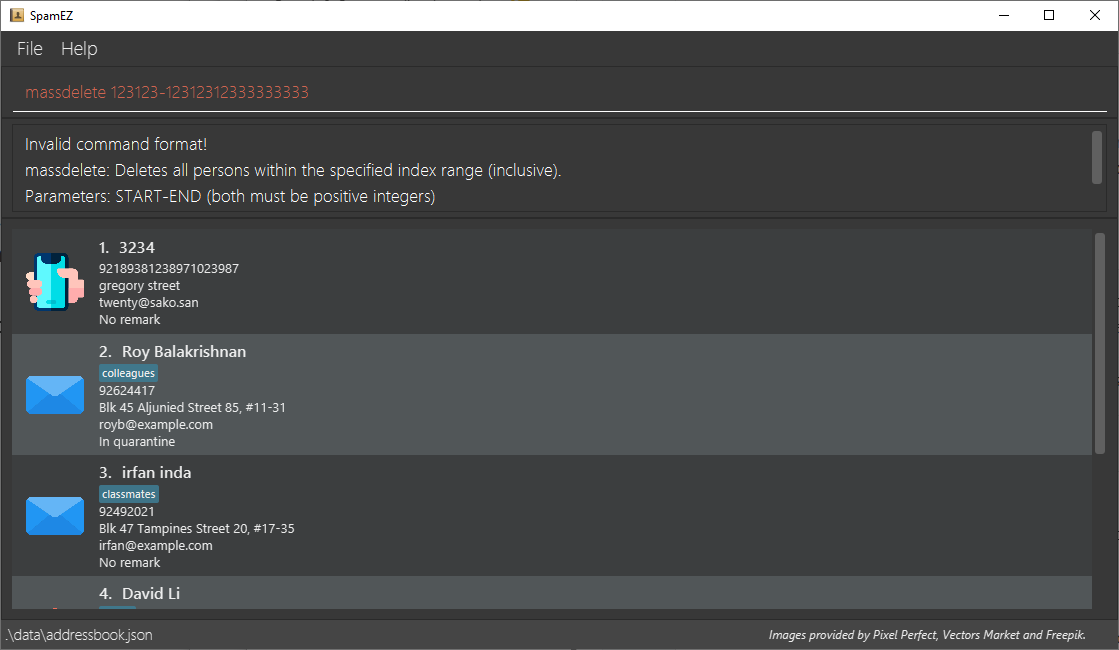 SpamEZ
File Help
massdelete 123123-12312312333333333
Invalid command format!
massdelete: Deletes all persons within the specified index range (inclusive).
Parameters: START-END (both must be positive integers)
1. 3234
92189381238971023987
gregory street
twenty@sako.san
No remark
2. Roy Balakrishnan
colleagues
92624417
Blk 45 Aljunied Street 85, #11-31
royb@example.com
In quarantine
3. irfan inda
classmates
92492021
Blk 47 Tampines Street 20, #17-35
irfan@example.com
No remark
4. David Li
.\data\addressbook.json
Images provided by Pixel Perfect, Vectors Market and Freepik.